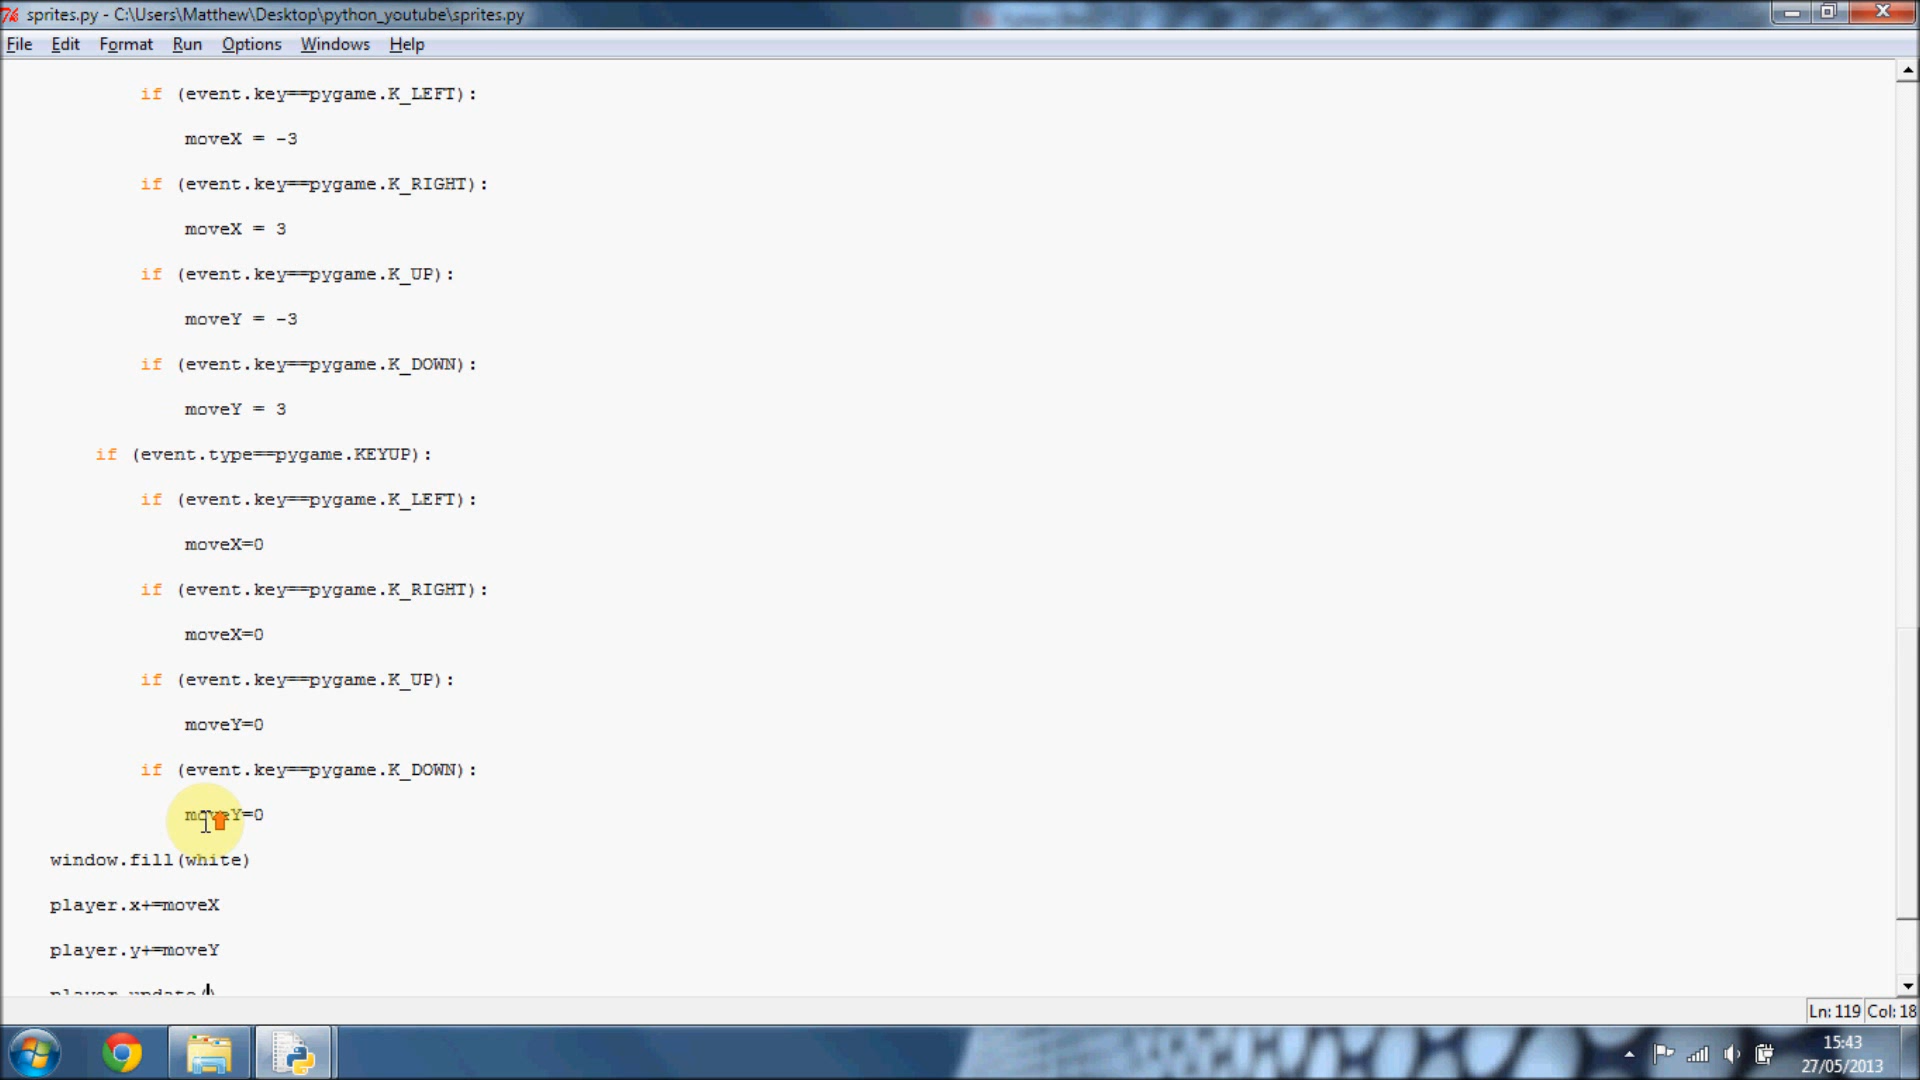 sprites.py - C:\Users\Matthew\Desktop\python_youtube\sprites.py
File Edit Format Run Options Windows Help
if (event.key==pygame.K_LEFT):
moveX = -3
if (event.key==pygame.K_RIGHT):
moveX = 3
if (event.key==pygame.K_UP):
moveY = -3
if (event.key==pygame.K_DOWN):
moveY = 3
if (event.type==pygame.KEYUP):
if (event.key==pygame.K_LEFT):
moveX=0
if (event.key==pygame.K_RIGHT):
moveX=0
if (event.key==pygame.K_UP):
moveY=0
if (event.key==pygame.K_DOWN):
moveY=0
window.fill(white)
player.x+=moveX
player.y+=moveY
player.update()
Ln: 119 Col: 18
15:43
27/05/2013